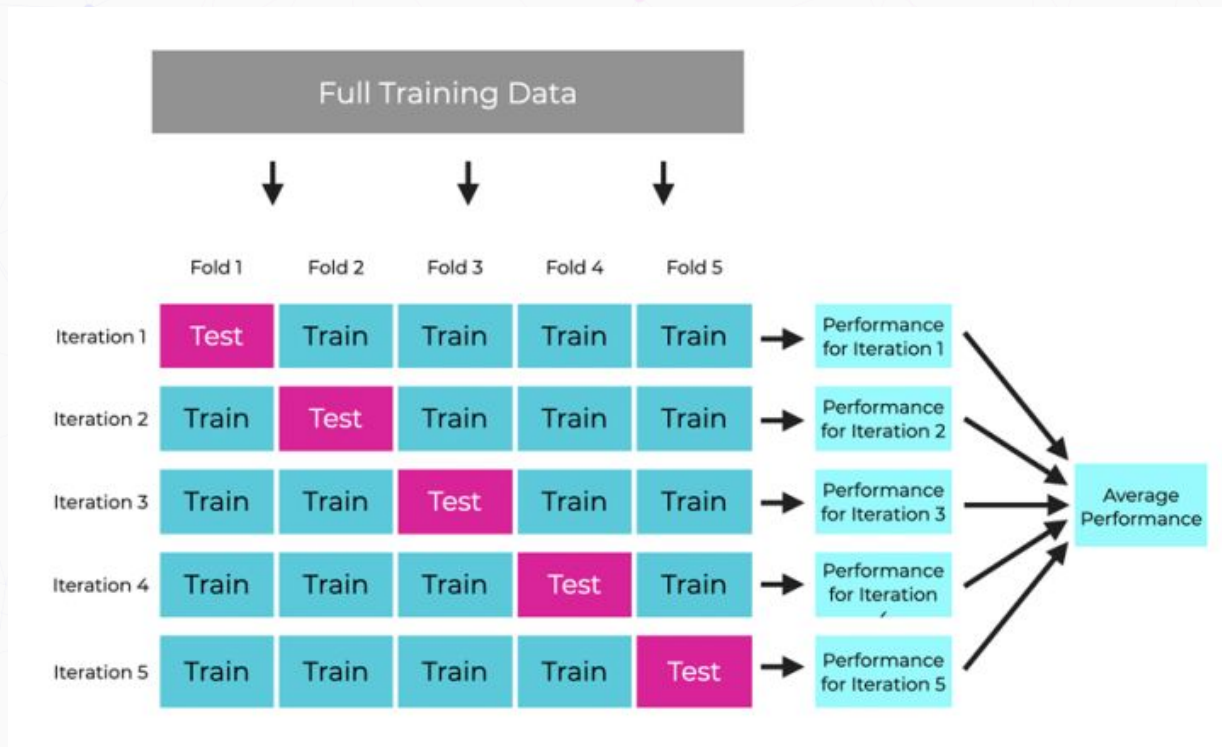 Full Training Data
Fold 1 Fold 2 Fold 3 Fold 4 Fold 5
Iteration 1 Test Train Train Train Train Performance
for Iteration 1
Iteration 2 Train Test Train Train Train Performance
for Iteration 2
Iteration 3 Train Train Test Train Train Performance
for Iteration 3
Average
Performance
Iteration 4 Train Train Train Test Train Performance
for Iteration
Iteration 5 Train Train Train Train Test Performance
for Iteration 5